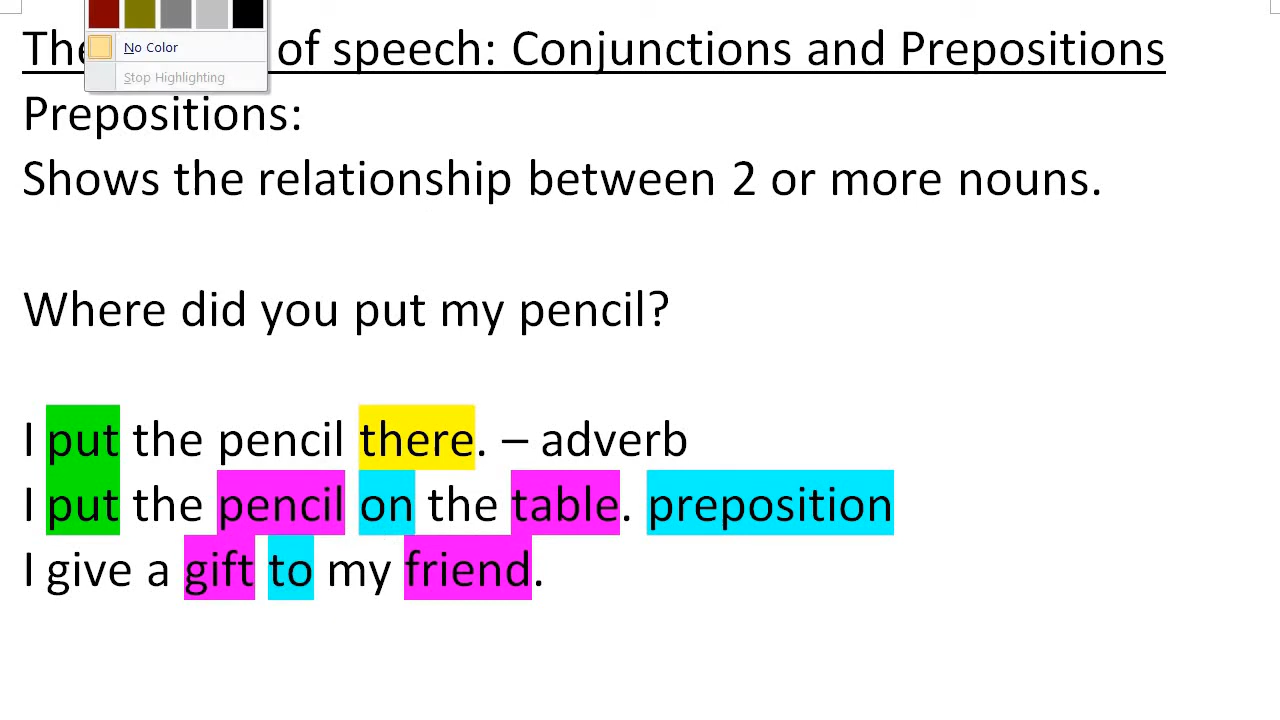 The of speech: Conjunctions and Prepositions
No Color
Stop Highlighting
Prepositions:
Shows the relationship between 2 or more nouns.
Where did you put my pencil?
I put the pencil there. – adverb
I put the pencil on the table. preposition
I give a gift to my friend.